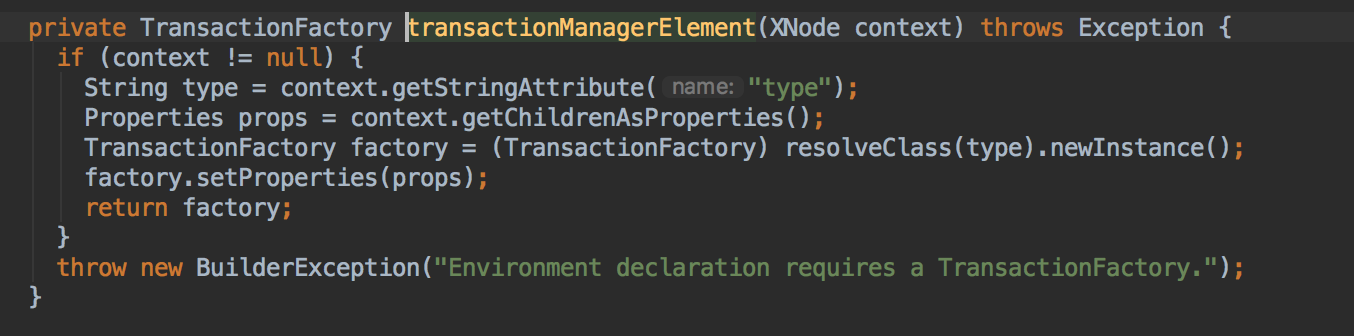 private TransactionFactory transactionManagerElement(XNode context) throws Exception {
if (context != null) {
String type = context.getStringAttribute( name: "type");
Properties props = context.getChildrenAsProperties();
TransactionFactory factory = (TransactionFactory) resolveClass(type).newInstance();
factory.setProperties(props);
return factory;
}
throw new BuilderException("Environment declaration requires a TransactionFactory.");
}